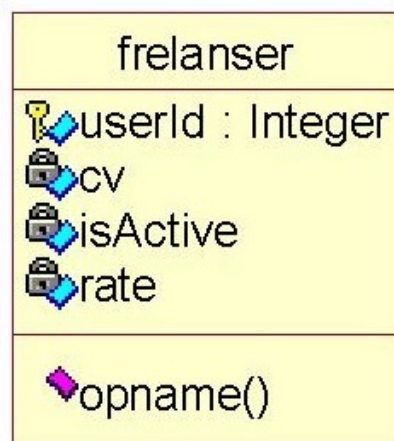 frelanser
userId : Integer
cv
isActive
rate
opname()